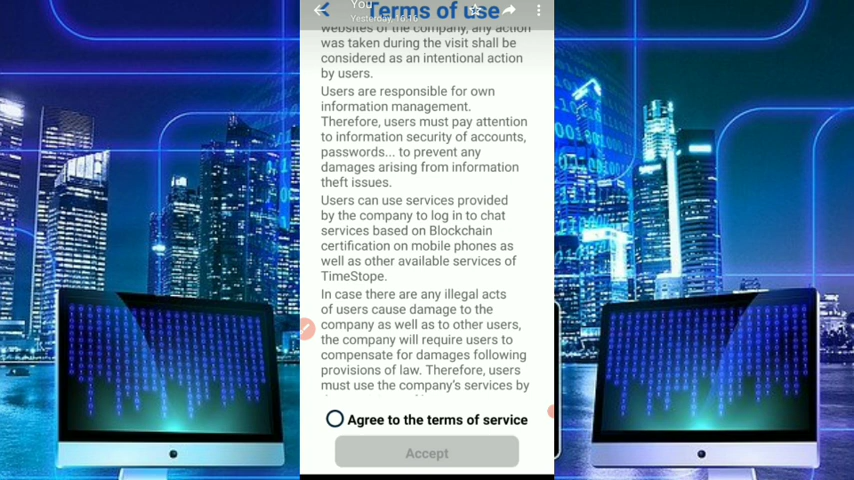 You
Terms of use
Yesterday, 16:16
websites of the company, any action
was taken during the visit shall be
considered as an intentional action
by users.
Users are responsible for own
information management.
Therefore, users must pay attention
to information security of accounts,
passwords... to prevent any
damages arising from information
theft issues.
Users can use services provided
by the company to log in to chat
services based on Blockchain
certification on mobile phones as
well as other available services of
TimeStope.
In case there are any illegal acts
of users cause damage to the
company as well as to other users,
the company will require users to
compensate for damages following
provisions of law. Therefore, users
must use the company's services by
Agree to the terms of service
Accept